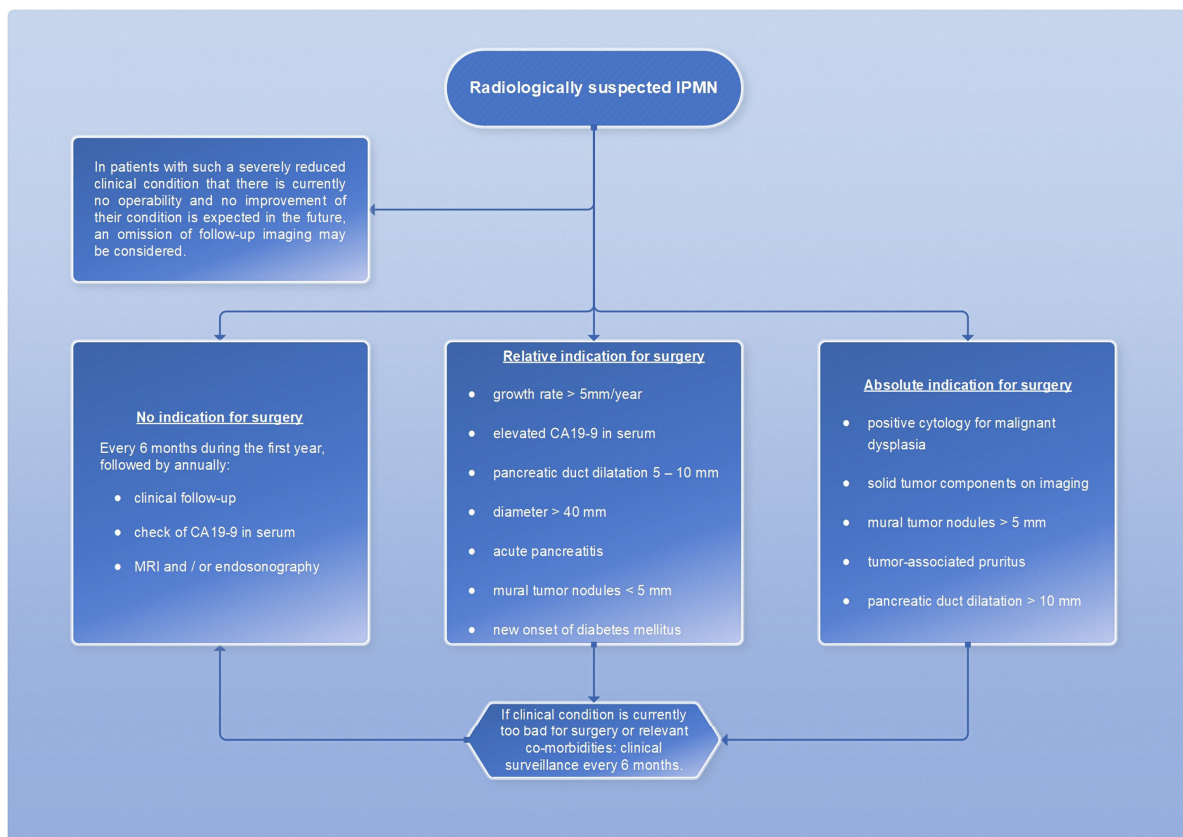 Radiologically suspected IPMN
In patients with such a severely reduced
clinical condition that there is currently
no operability and no improvement of
their condition is expected in the future,
an omission of follow-up imaging may
be considered.
No indication for surgery
Every 6 months during the first year,
followed by annually:
● clinical follow-up
● check of CA19-9 in serum
● MRI and / or endosonography
Relative indication for surgery
● growth rate > 5mm/year
● elevated CA19-9 in serum
● pancreatic duct dilatation 5 – 10 mm
● diameter > 40 mm
● acute pancreatitis
● mural tumor nodules < 5 mm
● new onset of diabetes mellitus
Absolute indication for surgery
● positive cytology for malignant
dysplasia
● solid tumor components on imaging
● mural tumor nodules > 5 mm
● tumor-associated pruritus
● pancreatic duct dilatation > 10 mm
If clinical condition is currently
too bad for surgery or relevant
co-morbidities: clinical
surveillance every 6 months.